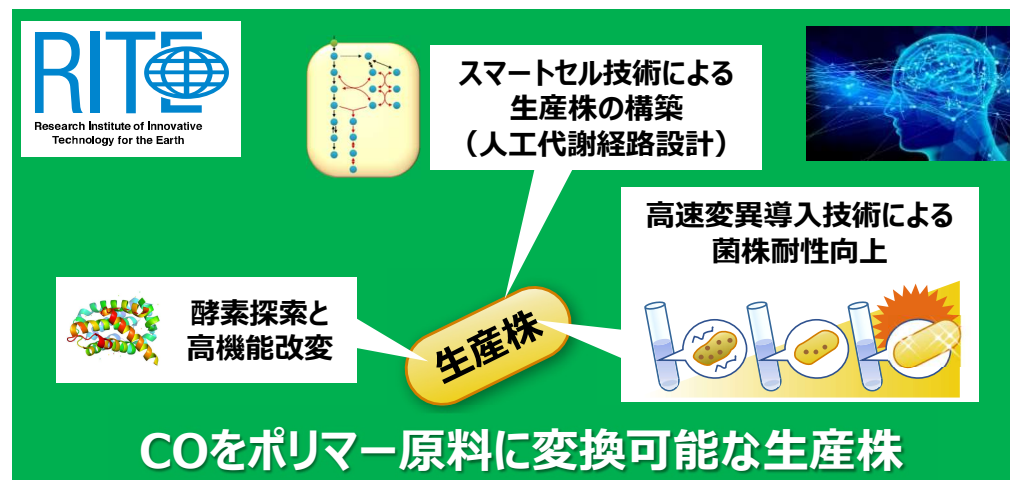 RITE
Research Institute of Innovative
Technology for the Earth
スマートセル技術による
生産株の構築
（人工代謝経路設計）
高速変異導入技術による
菌株耐性向上
酵素探索と
高機能改変
生産株
COをポリマー原料に変換可能な生産株